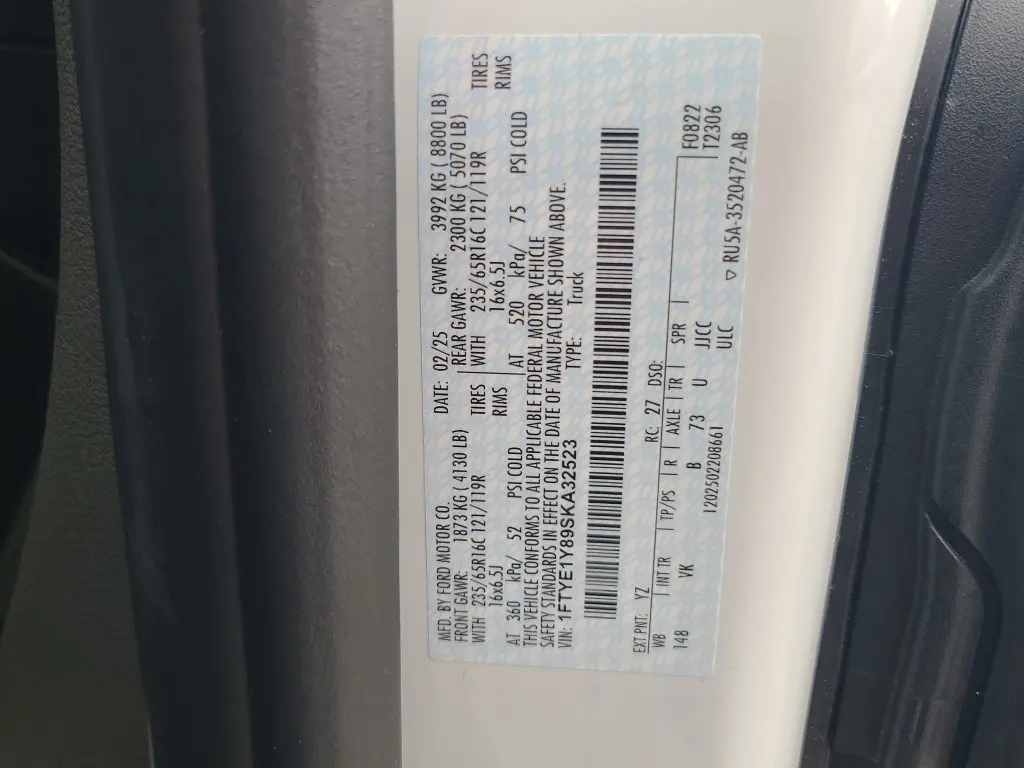 MFD. BY FORD MOTOR CO. DATE: 02/25 GVWR: 3992 KG ( 8800 LB)
FRONT GAWR: 1873 KG ( 4130 LB) REAR GAWR: 2300 KG ( 5070 LB)
WITH 235/65R16C 121/119R TIRES WITH 235/65R16C 121/119R TIRES
16x6.5J RIMS 16x6.5J RIMS
AT 360 kPa/ 52 PSI COLD AT 520 kPa/ 75 PSI COLD
THIS VEHICLE CONFORMS TO ALL APPLICABLE FEDERAL MOTOR VEHICLE
SAFETY STANDARDS IN EFFECT ON THE DATE OF MANUFACTURE SHOWN ABOVE.
VIN: 1FTYE1Y89SKA32523 TYPE: Truck
EXT PNT: YZ RC: 27 DSO: F0822
WB INT TR TP/PS R AXLE TR SPR T2306
148 VK B 73 U JJCC
1202502208661 ULC ▽ RU5A-3520472-AB